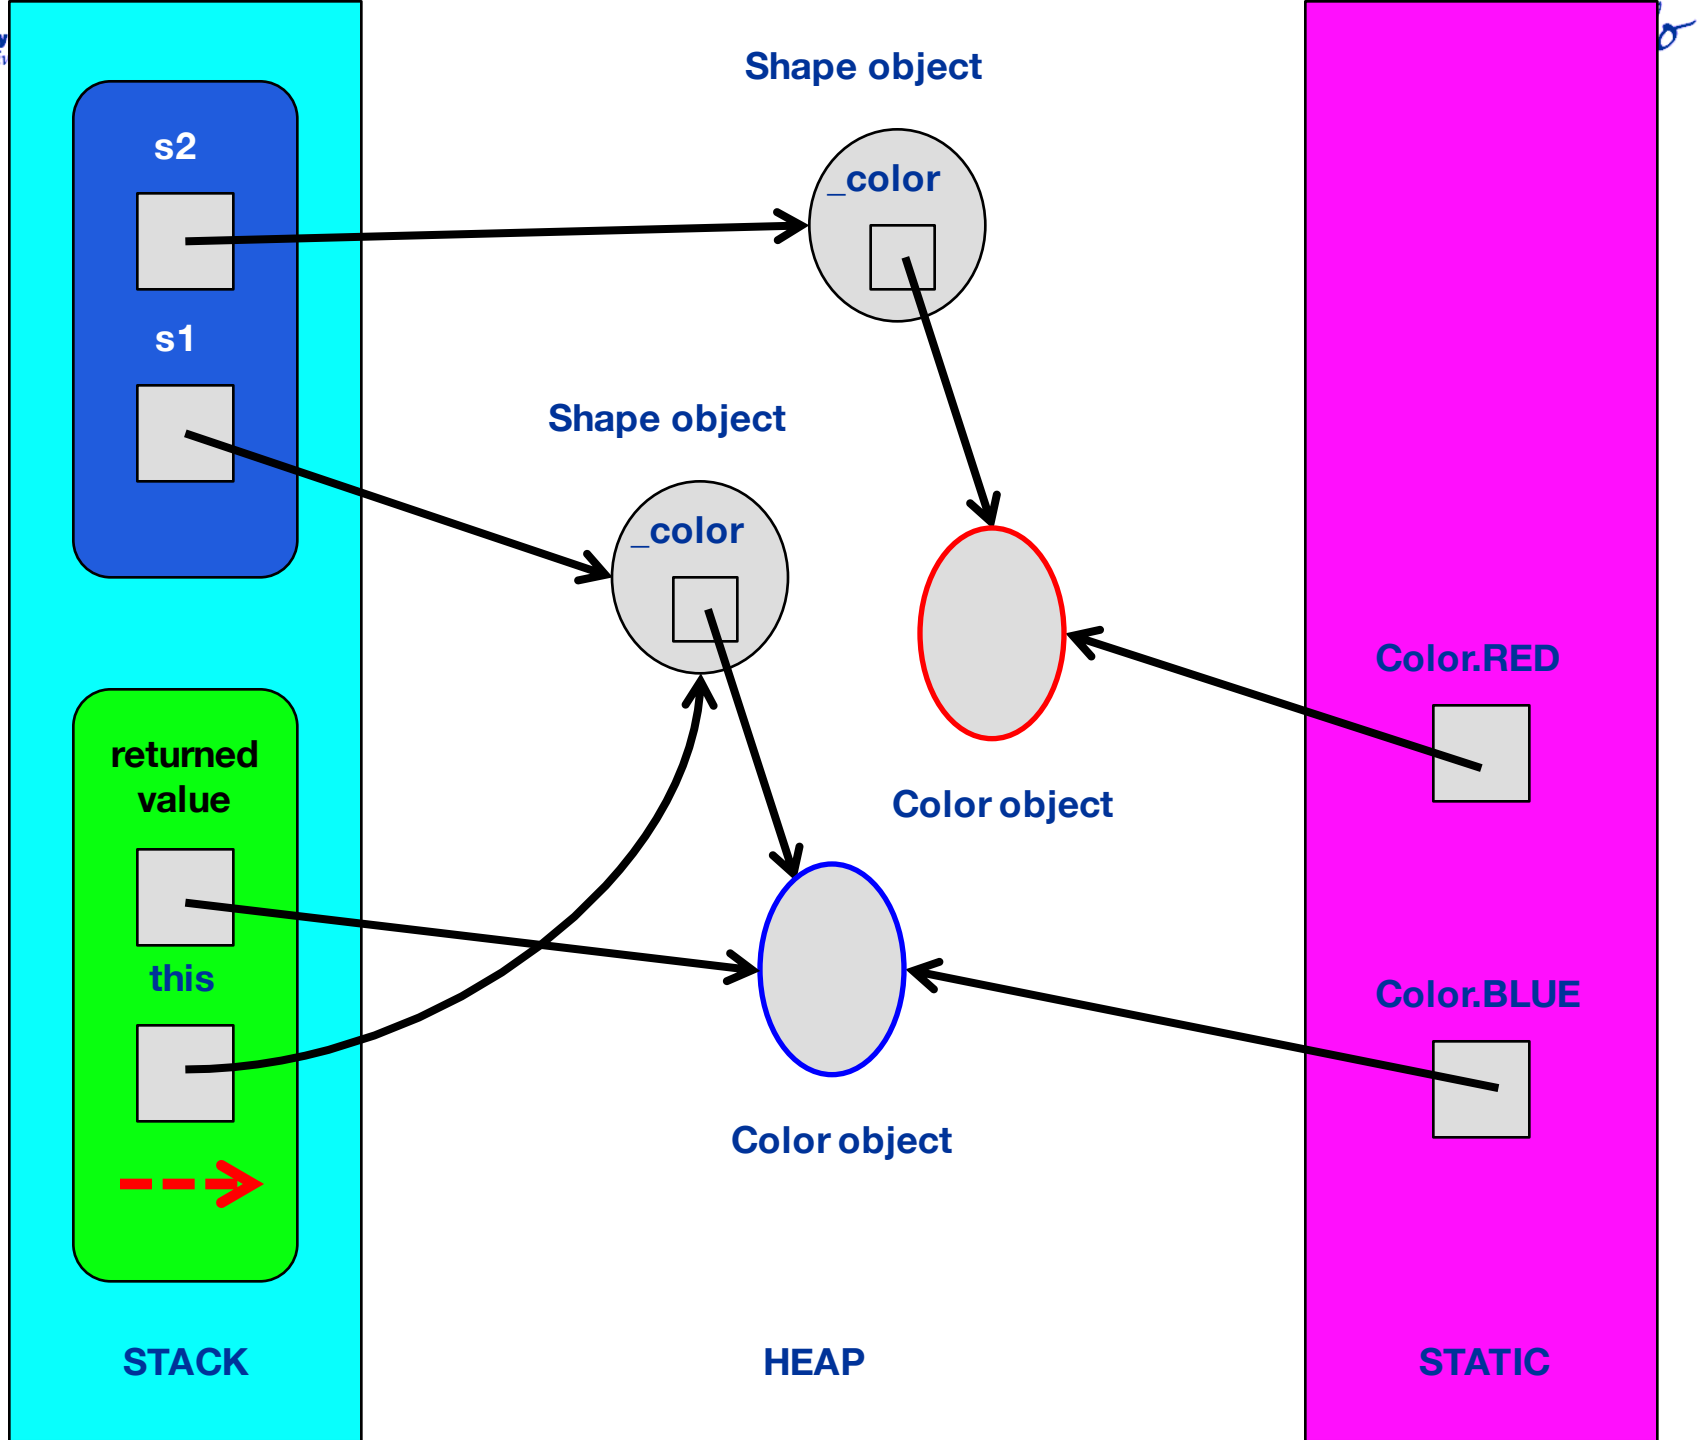 Shape object
s2
_color
s1
Shape object
_color
Color.RED
returned
value
Color object
this
Color.BLUE
Color object
STACK
HEAP
STATIC